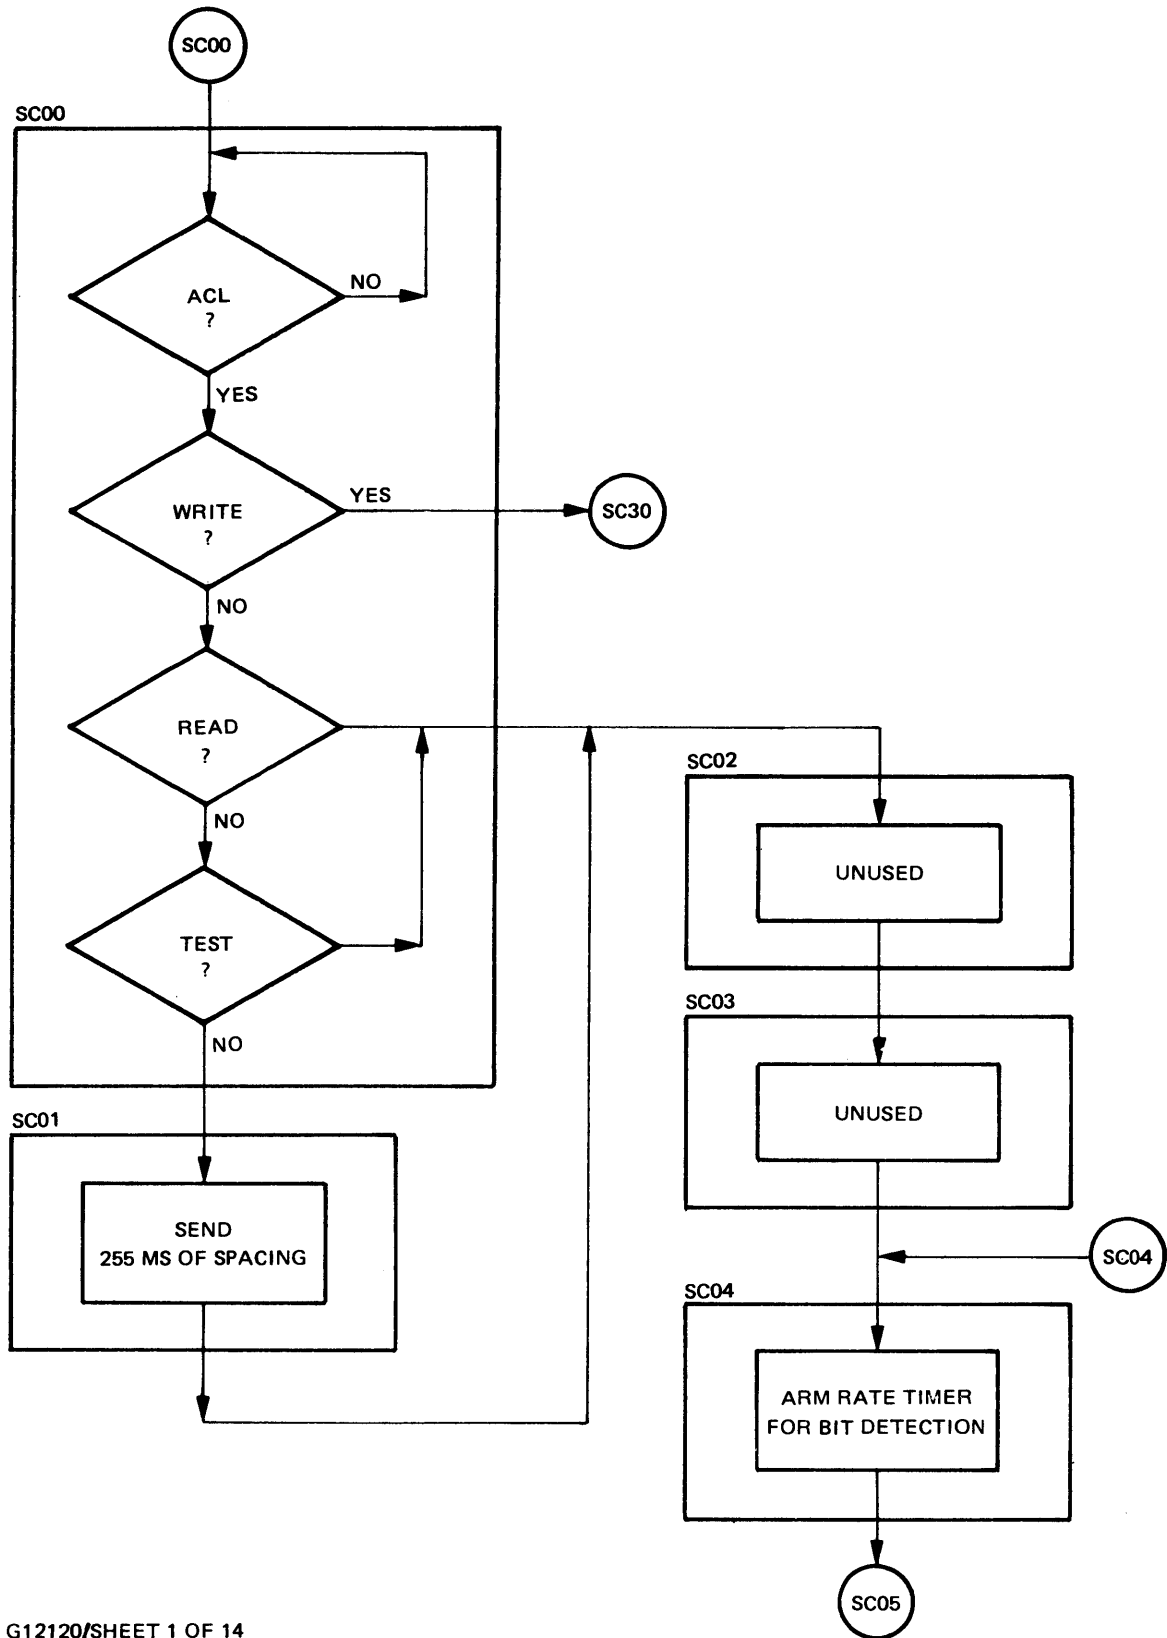 SC00
SC00
ACL
?
NO
YES
WRITE
?
YES
SC30
NO
READ
?
NO
TEST
?
NO
SC01
SEND
255 MS OF SPACING
SC02
UNUSED
SC03
UNUSED
SC04
SC04
ARM RATE TIMER
FOR BIT DETECTION
SC05
G12120/SHEET 1 OF 14